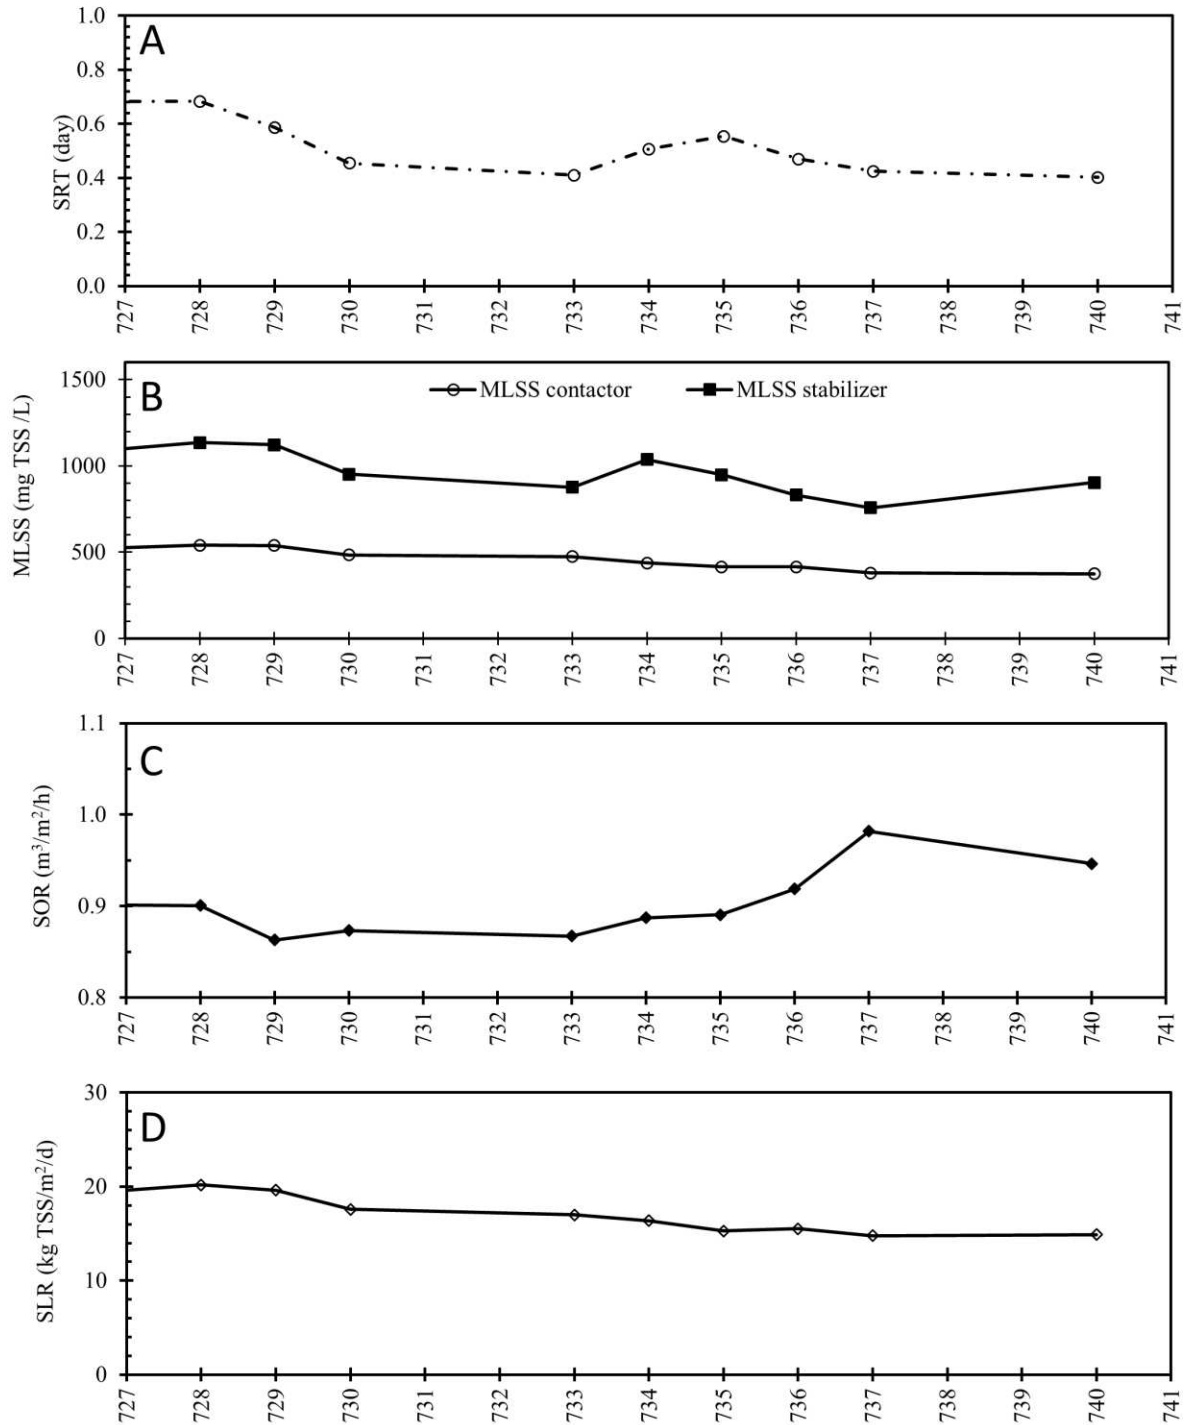 A
SRT (day)
1.0
0.8
0.6
0.4
0.2
0.0
727 728 729 730 731 732 733 734 735 736 737 738 739 740 741
B
MLSS contactor MLSS stabilizer
MLSS (mg TSS /L)
1500
1000
500
0
727 728 729 730 731 732 733 734 735 736 737 738 739 740 741
C
SOR (m³/m²/h)
1.1
1.0
0.9
0.8
727 728 729 730 731 732 733 734 735 736 737 738 739 740 741
D
SLR (kg TSS/m²/d)
30
20
10
0
727 728 729 730 731 732 733 734 735 736 737 738 739 740 741